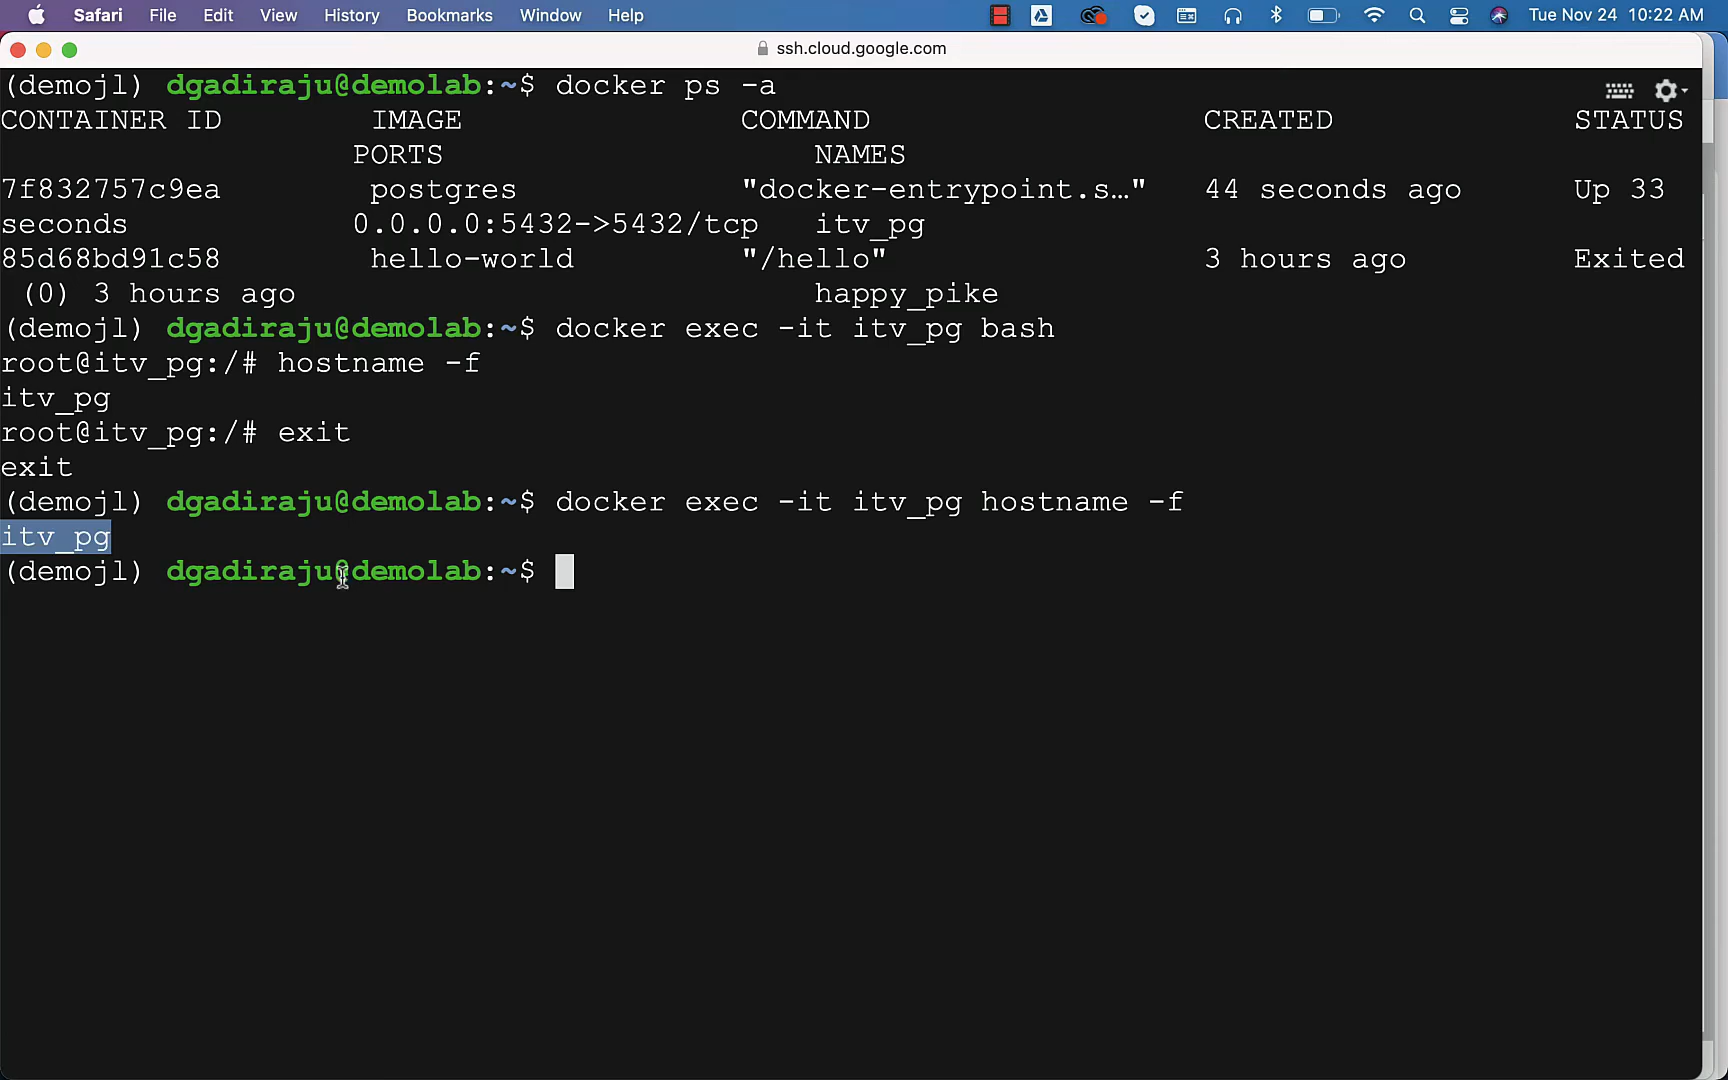 Safari File Edit View History Bookmarks Window Help Tue Nov 24 10:22 AM
ssh.cloud.google.com
(demojl) dgadiraju@demolab:~$ docker ps -a
CONTAINER ID IMAGE COMMAND CREATED STATUS
PORTS NAMES
7f832757c9ea postgres "docker-entrypoint.s…" 44 seconds ago Up 33
seconds 0.0.0.0:5432->5432/tcp itv_pg
85d68bd91c58 hello-world "/hello" 3 hours ago Exited
(0) 3 hours ago happy_pike
(demojl) dgadiraju@demolab:~$ docker exec -it itv_pg bash
root@itv_pg:/# hostname -f
itv_pg
root@itv_pg:/# exit
exit
(demojl) dgadiraju@demolab:~$ docker exec -it itv_pg hostname -f
itv_pg
(demojl) dgadiraju@demolab:~$